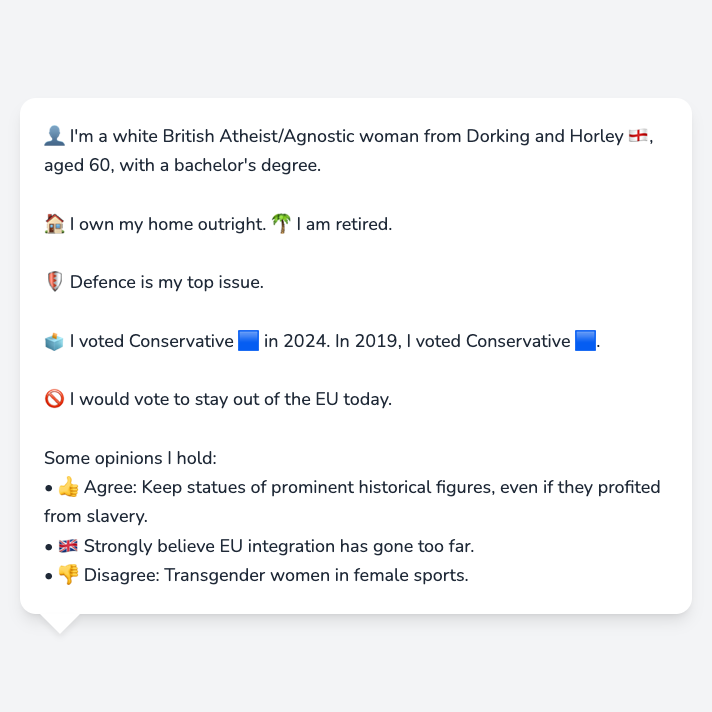 👤 I'm a white British Atheist/Agnostic woman from Dorking and Horley 🏴󠁧󠁢󠁥󠁮󠁧󠁿,
aged 60, with a bachelor's degree.
🏠 I own my home outright. 🌴 I am retired.
🛡️ Defence is my top issue.
🗳️ I voted Conservative 🟦 in 2024. In 2019, I voted Conservative 🟦.
🚫 I would vote to stay out of the EU today.
Some opinions I hold:
• 👍 Agree: Keep statues of prominent historical figures, even if they profited
from slavery.
• 🇬🇧 Strongly believe EU integration has gone too far.
• 👎 Disagree: Transgender women in female sports.